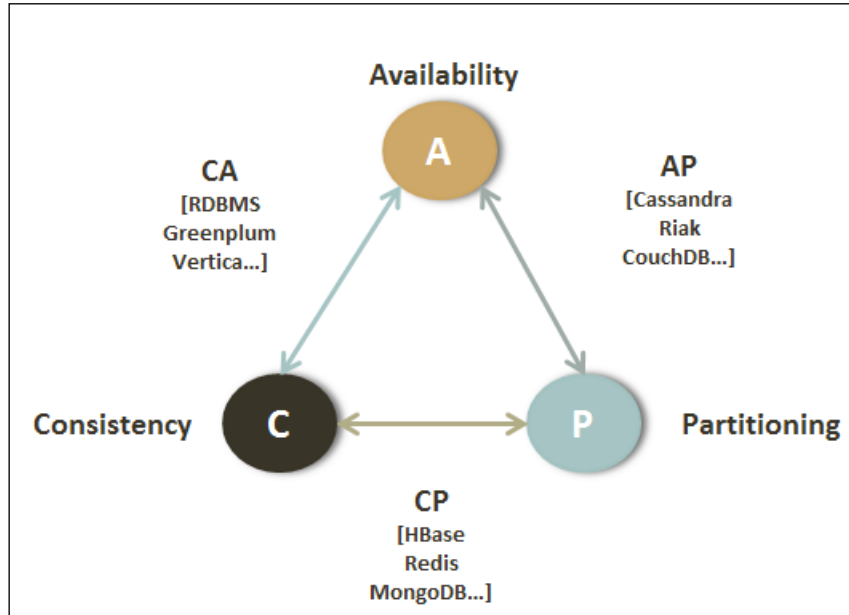 Availability
A
CA
[RDBMS
Greenplum
Vertica...]
AP
[Cassandra
Riak
CouchDB...]
Consistency
C
P
Partitioning
CP
[HBase
Redis
MongoDB...]